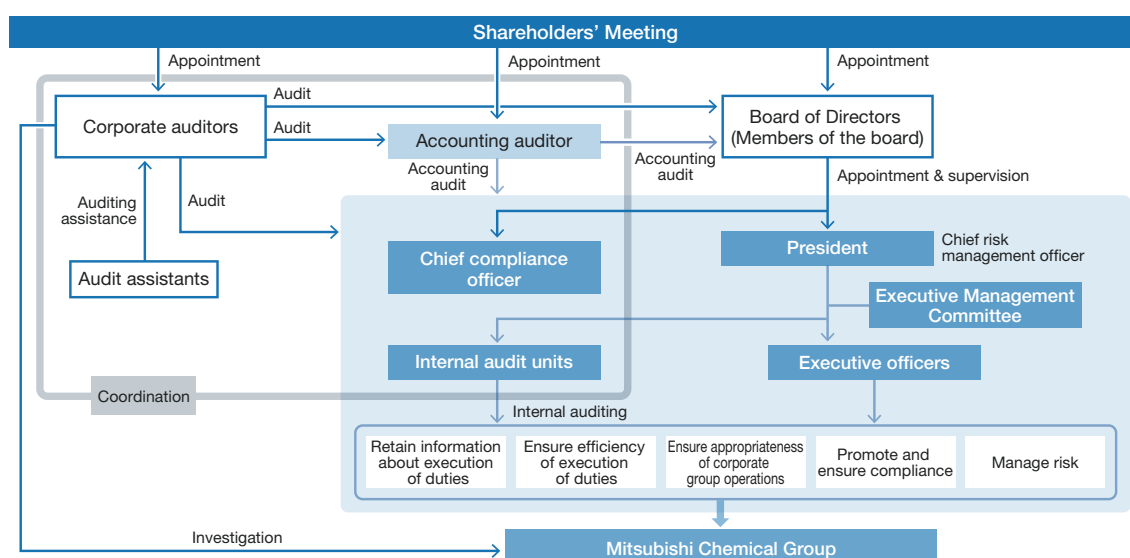 Shareholders' Meeting
Appointment
Appointment
Appointment
Audit
Corporate auditors
Audit
Accounting auditor
Board of Directors
(Members of the board)
Accounting
audit
Accounting
audit
Appointment & supervision
Auditing
assistance
Audit
Audit assistants
Chief compliance
officer
President
Chief risk
management officer
Executive Management
Committee
Internal audit units
Executive officers
Coordination
Internal auditing
Retain information
about execution
of duties
Ensure efficiency
of execution
of duties
Ensure appropriateness
of corporate
group operations
Promote and
ensure compliance
Manage risk
Investigation
Mitsubishi Chemical Group